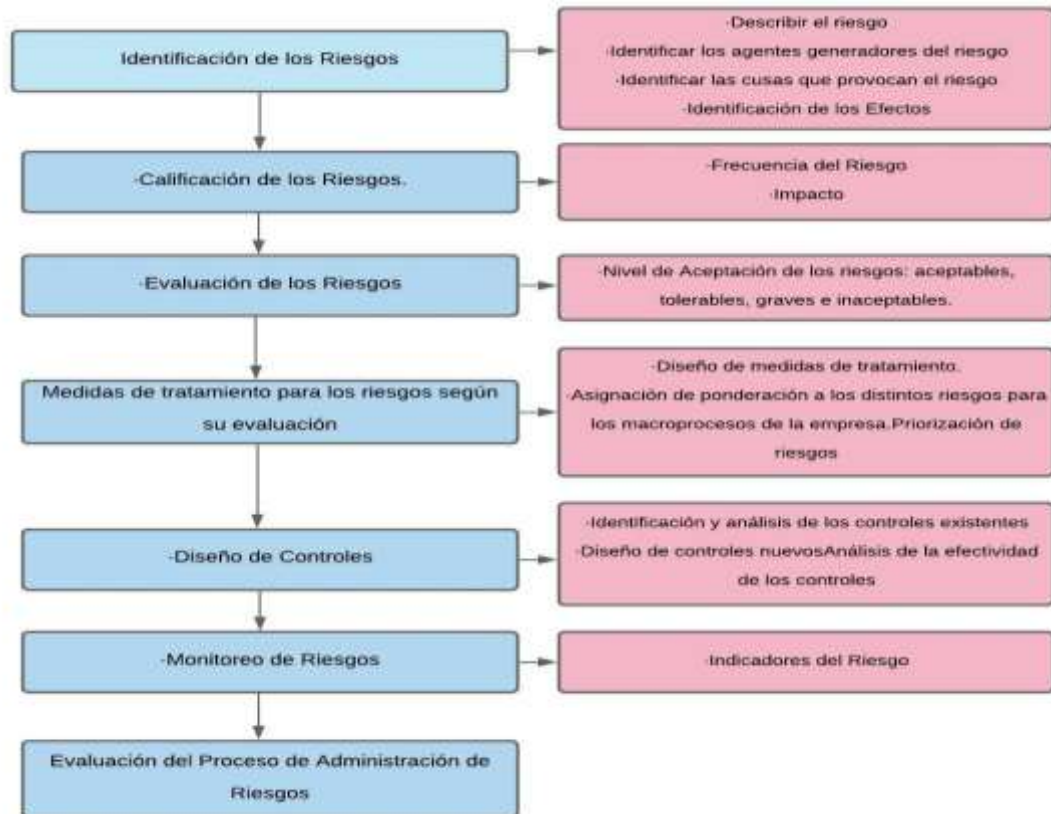 Identificación de los Riesgos
·Describir el riesgo
·Identificar los agentes generadores del riesgo
·Identificar las cusas que provocan el riesgo
·Identificación de los Efectos
·Calificación de los Riesgos.
·Frecuencia del Riesgo
·Impacto
·Evaluación de los Riesgos
·Nivel de Aceptación de los riesgos: aceptables,
tolerables, graves e inaceptables.
Medidas de tratamiento para los riesgos según
su evaluación
·Diseño de medidas de tratamiento.
·Asignación de ponderación a los distintos riesgos para
los macroprocesos de la empresa.Priorización de
riesgos
·Diseño de Controles
·Identificación y análisis de los controles existentes
·Diseño de controles nuevosAnálisis de la efectividad
de los controles
·Monitoreo de Riesgos
·Indicadores del Riesgo
Evaluación del Proceso de Administración de
Riesgos